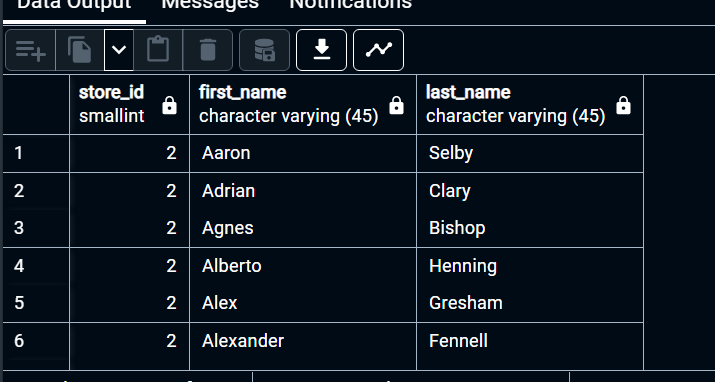 Data Output Messages Notifications
store_id first_name last_name
smallint character varying (45) character varying (45)
1 2 Aaron Selby
2 2 Adrian Clary
3 2 Agnes Bishop
4 2 Alberto Henning
5 2 Alex Gresham
6 2 Alexander Fennell